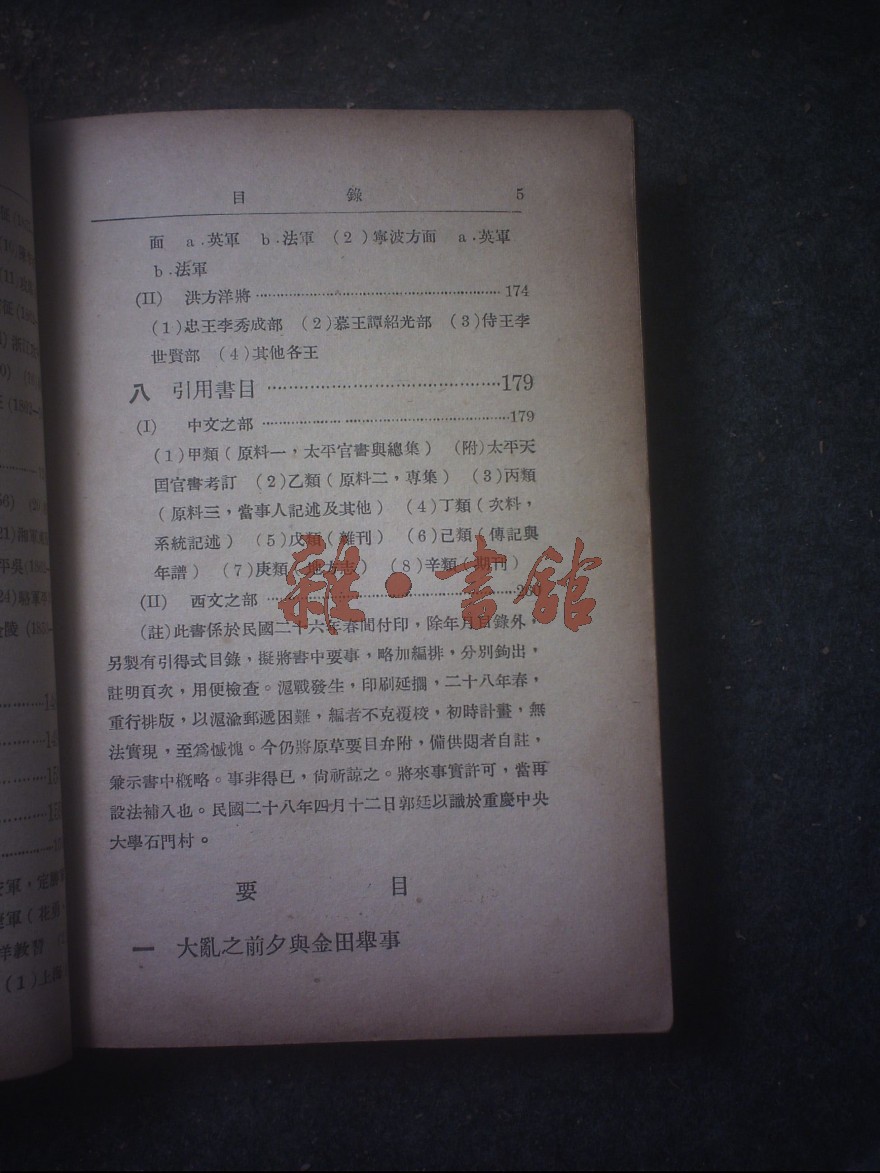 目錄 5
面 a.英軍 b.法軍 (2)寧波方面 a.英軍
b.法軍
(II) 洪方洋將 174
(1)忠王李秀成部 (2)慕王譚紹光部 (3)侍王李
世賢部 (4)其他各王
八 引用書目 179
(I) 中文之部 179
(1)甲類(原料一,太平官書與總集) (附)太平天
囯官書考訂 (2)乙類(原料二,専集) (3)丙類
(原料三,當事人記述及其他) (4)丁類(次料,
系統記述) (5)戊類(雜刊) (6)己類(傳記與
年譜) (7)庚類(地方志) (8)辛類(期刊)
(II) 西文之部 260
(註)此書係於民國二十六年春間付印,除年月目錄外,
另製有引得式目錄,擬將書中要事,略加編排,分別鉤出,
註明頁次,用便檢查。滬戰發生,印刷延擱,二十八年春,
重行排版,以滬渝郵遞困難,編者不克覆校,初時計畫,無
法實現,至爲憾愧。今仍將原草要目弁附,備供閱者自註,
兼示書中概略。事非得已,尙祈諒之。將來事實許可,當再
設法補入也。民國二十八年四月十二日郭廷以識於重慶中央
大學石門村。
要目
一 大亂之前夕與金田舉事
雜·書館